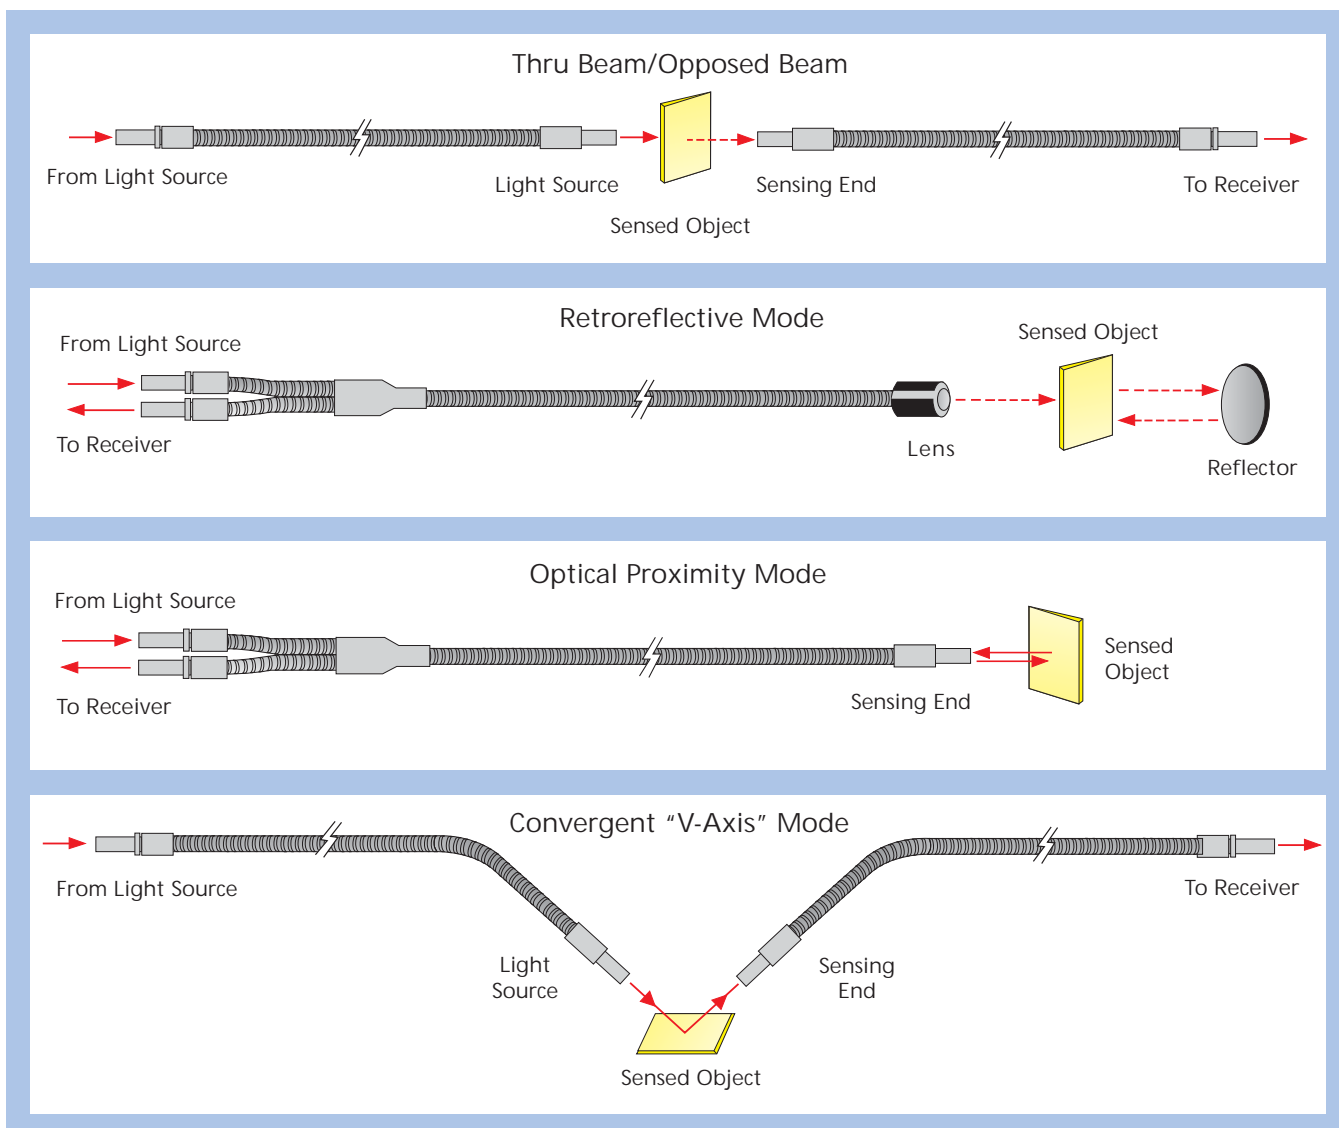 Thru Beam/Opposed Beam
From Light Source
Light Source
Sensed Object
Sensing End
To Receiver
Retroreflective Mode
From Light Source
To Receiver
Lens
Sensed Object
Reflector
Optical Proximity Mode
From Light Source
To Receiver
Sensing End
Sensed
Object
Convergent "V-Axis" Mode
From Light Source
Light
Source
Sensed Object
Sensing
End
To Receiver